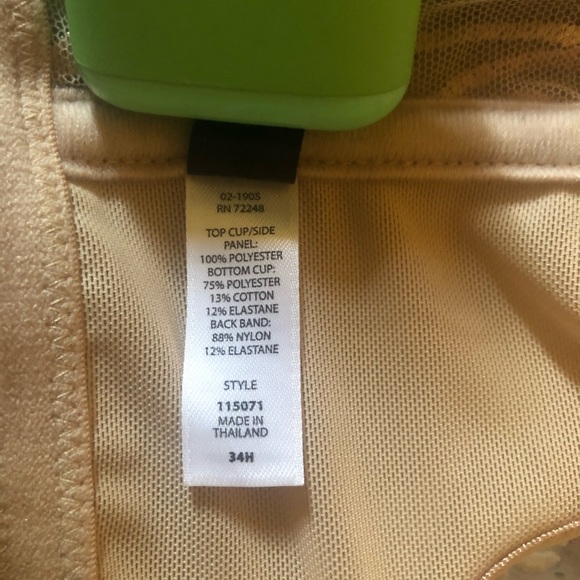 02-190S
RN 72248
TOP CUP/SIDE
PANEL:
100% POLYESTER
BOTTOM CUP:
75% POLYESTER
13% COTTON
12% ELASTANE
BACK BAND:
88% NYLON
12% ELASTANE
STYLE
115071
MADE IN
THAILAND
34H